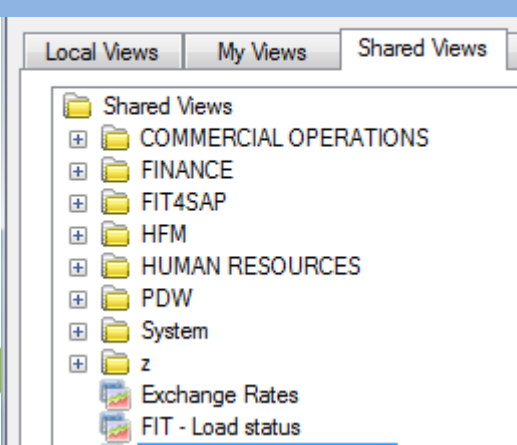 Local Views My Views Shared Views
Shared Views
COMMERCIAL OPERATIONS
FINANCE
FIT4SAP
HFM
HUMAN RESOURCES
PDW
System
z
Exchange Rates
FIT - Load status